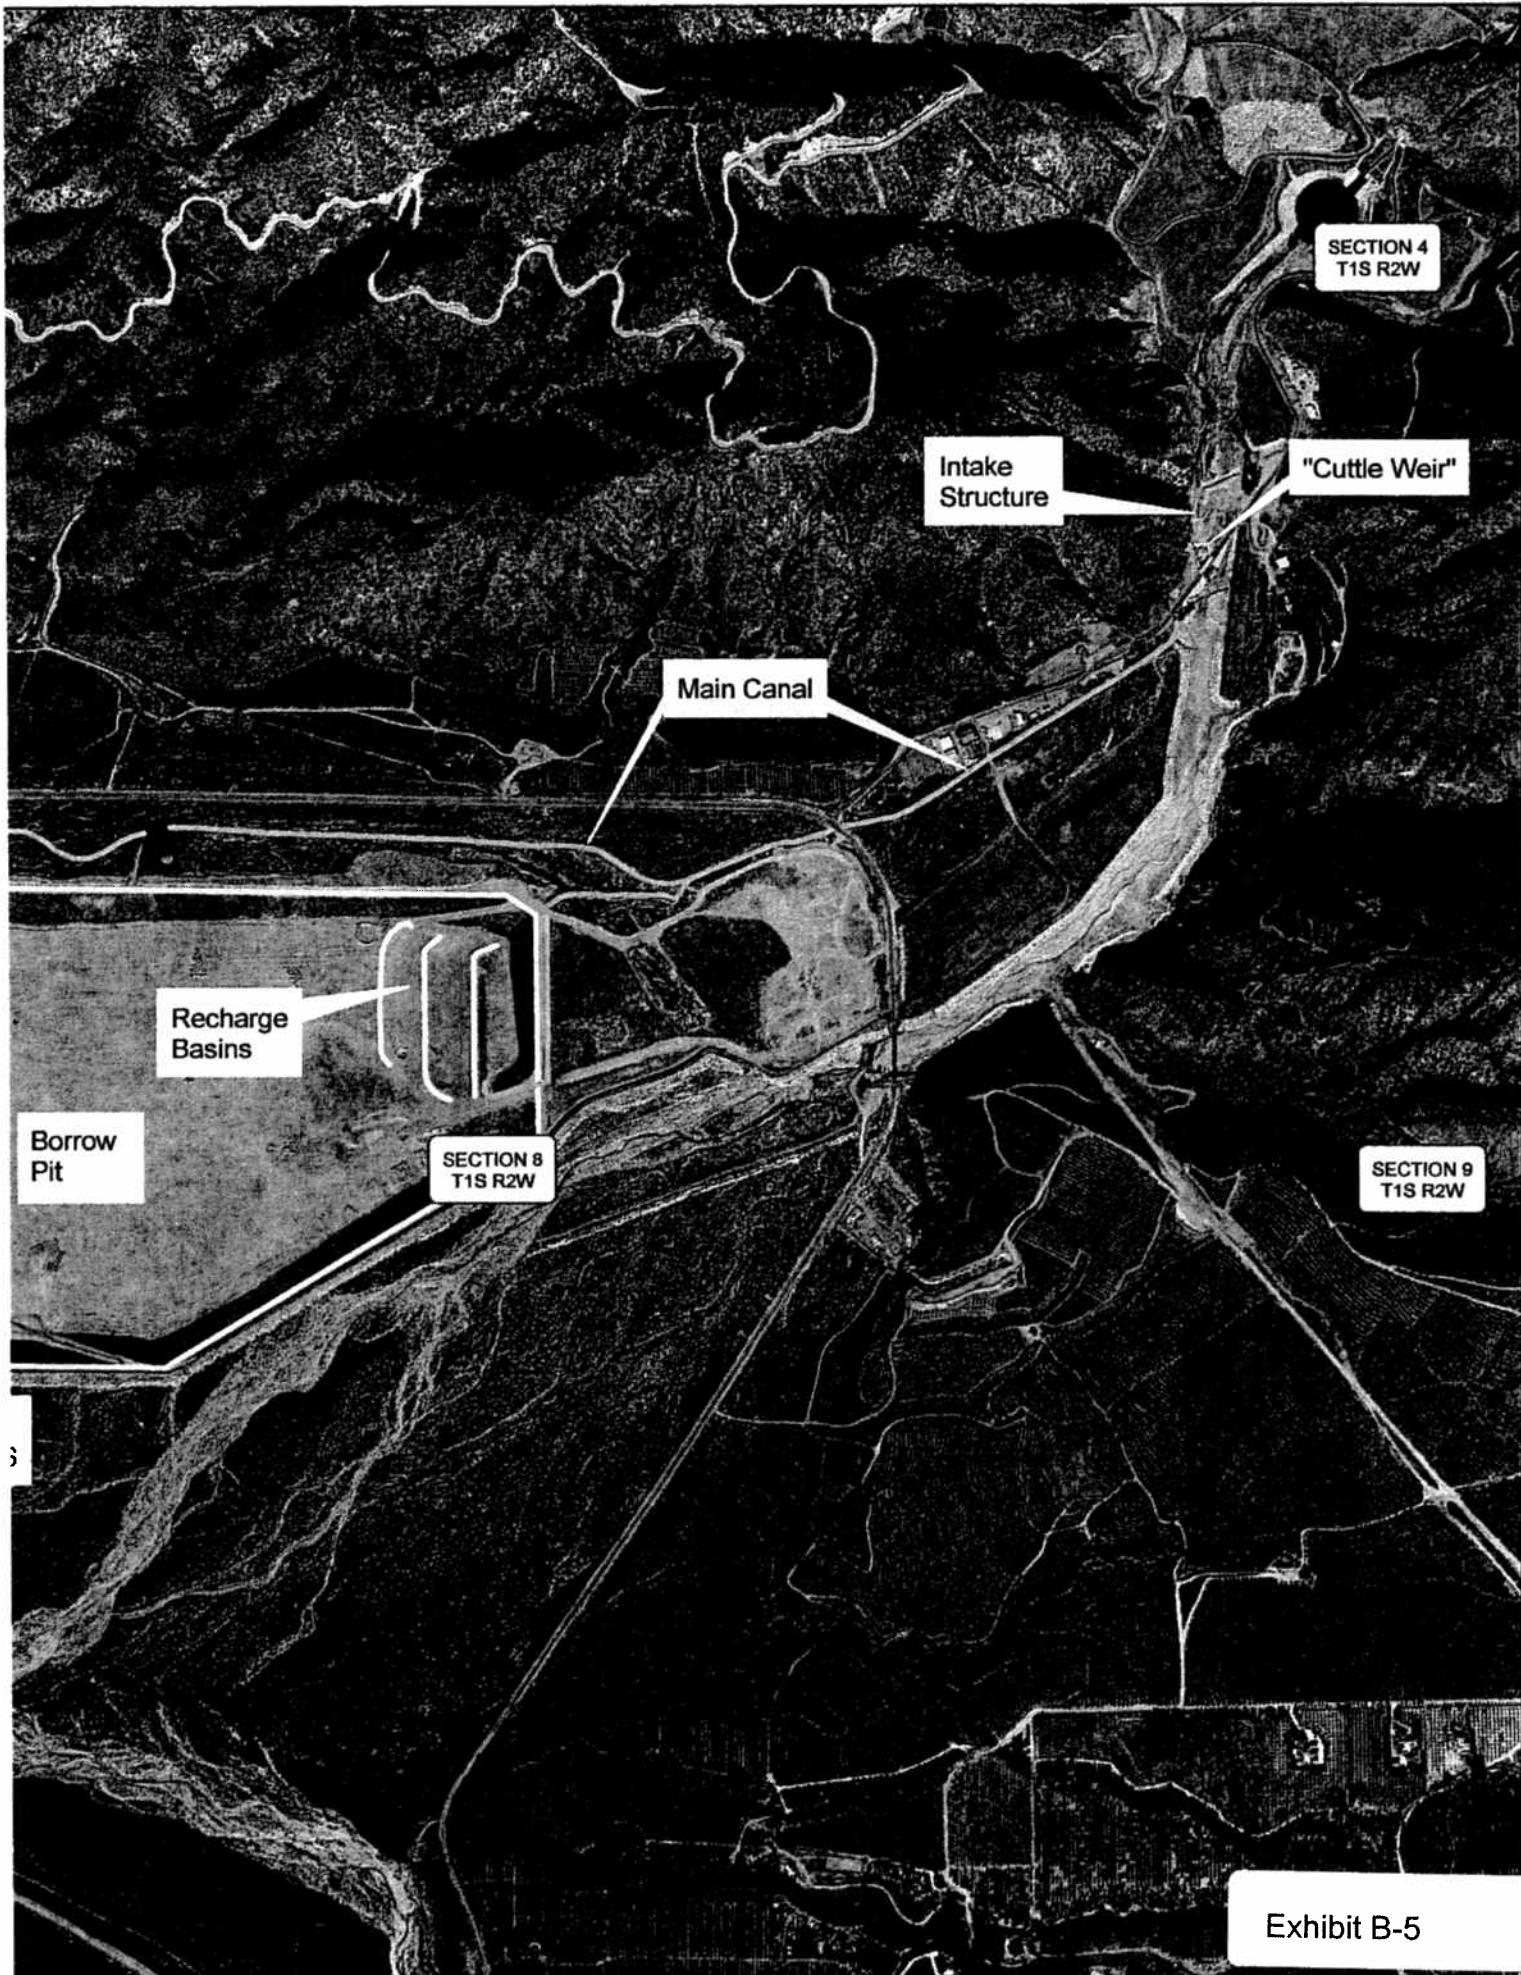 SECTION 4
T1S R2W
Intake
Structure
"Cuttle Weir"
Main Canal
Recharge
Basins
Borrow
Pit
SECTION 8
T1S R2W
SECTION 9
T1S R2W
Exhibit B-5